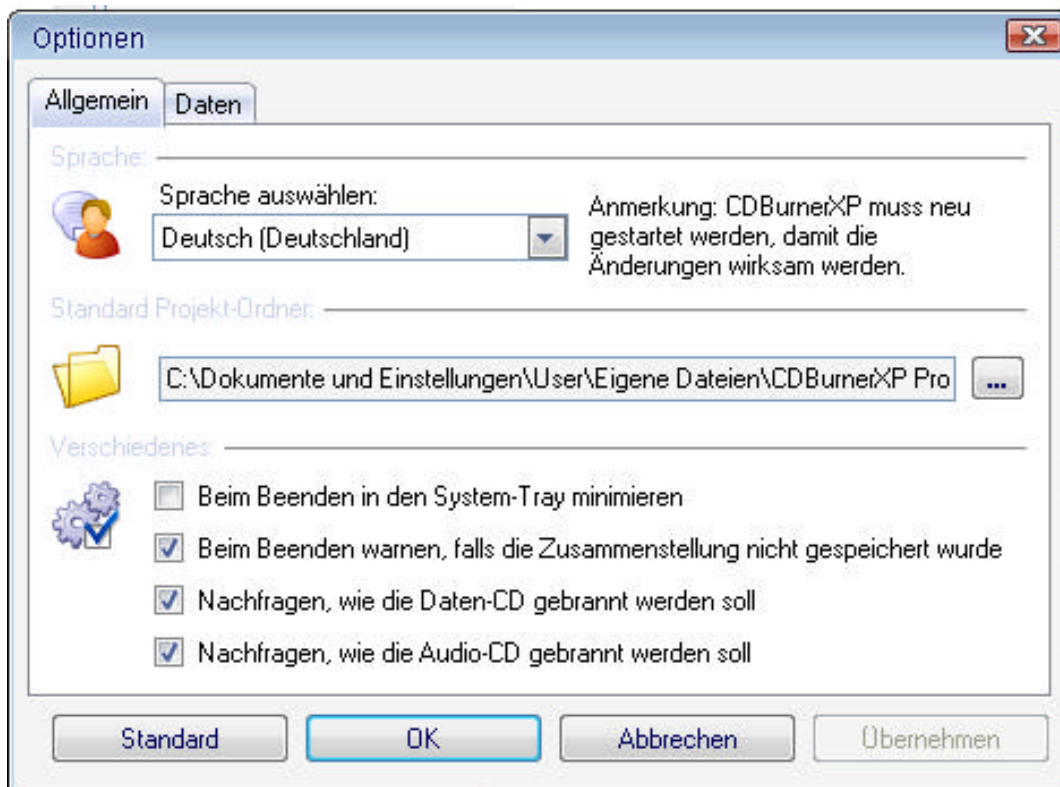 Optionen
Allgemein Daten
Sprache:
Sprache auswählen:
Deutsch (Deutschland)
Anmerkung: CDBurnerXP muss neu
gestartet werden, damit die
Änderungen wirksam werden.
Standard Projekt-Ordner:
C:\Dokumente und Einstellungen\User\Eigene Dateien\CDBurnerXP Pro
...
Verschiedenes:
Beim Beenden in den System-Tray minimieren
Beim Beenden warnen, falls die Zusammenstellung nicht gespeichert wurde
Nachfragen, wie die Daten-CD gebrannt werden soll
Nachfragen, wie die Audio-CD gebrannt werden soll
Standard OK Abbrechen Übernehmen